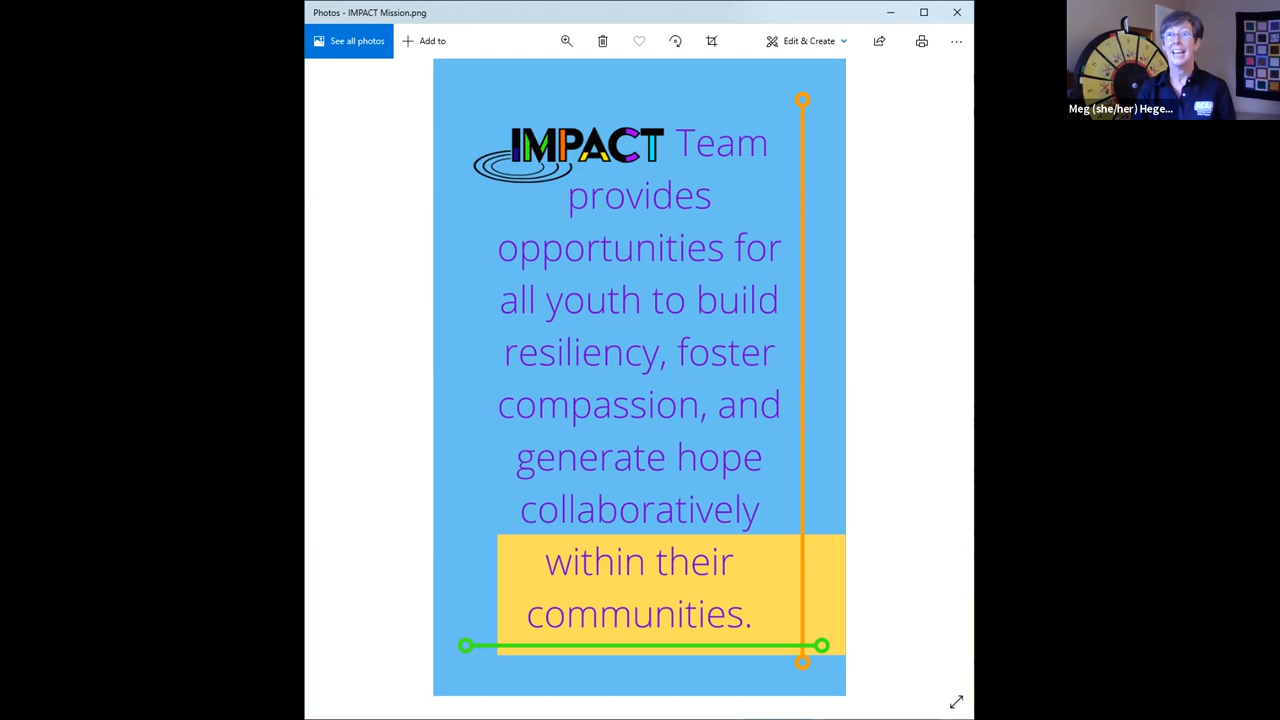 Photos - IMPACT Mission.png
See all photos
Add to
Edit & Create
Meg (she/her) Hege...
IMPACT Team
provides
opportunities for
all youth to build
resiliency, foster
compassion, and
generate hope
collaboratively
within their
communities.